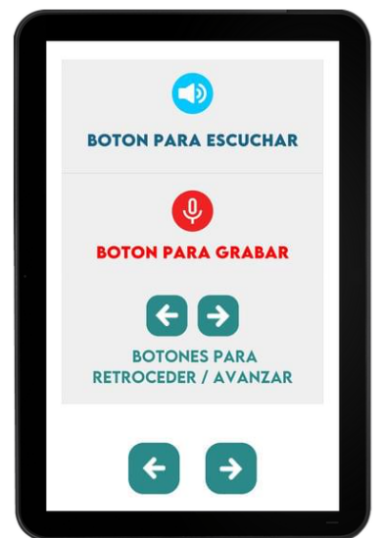 BOTON PARA ESCUCHAR
BOTON PARA GRABAR
BOTONES PARA
RETROCEDER / AVANZAR